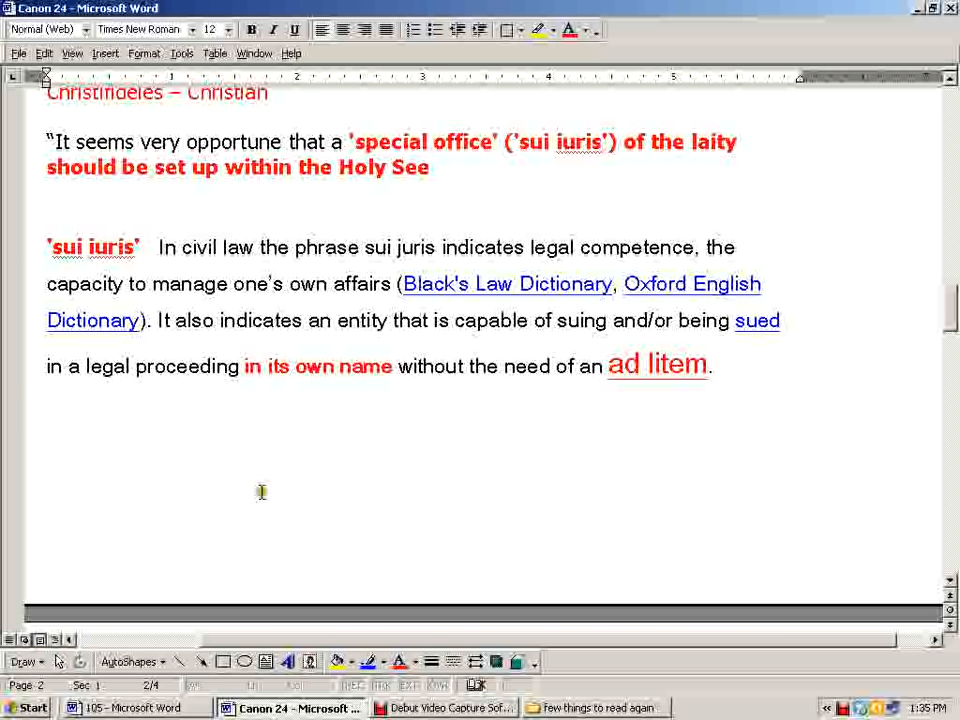 Canon 24 - Microsoft Word
Normal (Web) Times New Roman 12 B I U A
File Edit View Insert Format Tools Table Window Help
1 2 3 4 5
Christifideles – Christian
“It seems very opportune that a 'special office' ('sui iuris') of the laity
should be set up within the Holy See
'sui iuris' In civil law the phrase sui juris indicates legal competence, the
capacity to manage one’s own affairs (Black's Law Dictionary, Oxford English
Dictionary). It also indicates an entity that is capable of suing and/or being sued
in a legal proceeding in its own name without the need of an ad litem.
Draw AutoShapes A
Page 2 Sec 1 2/4
Start 105 - Microsoft Word Canon 24 - Microsoft ... Debut Video Capture Sof... few things to read again « 1:35 PM